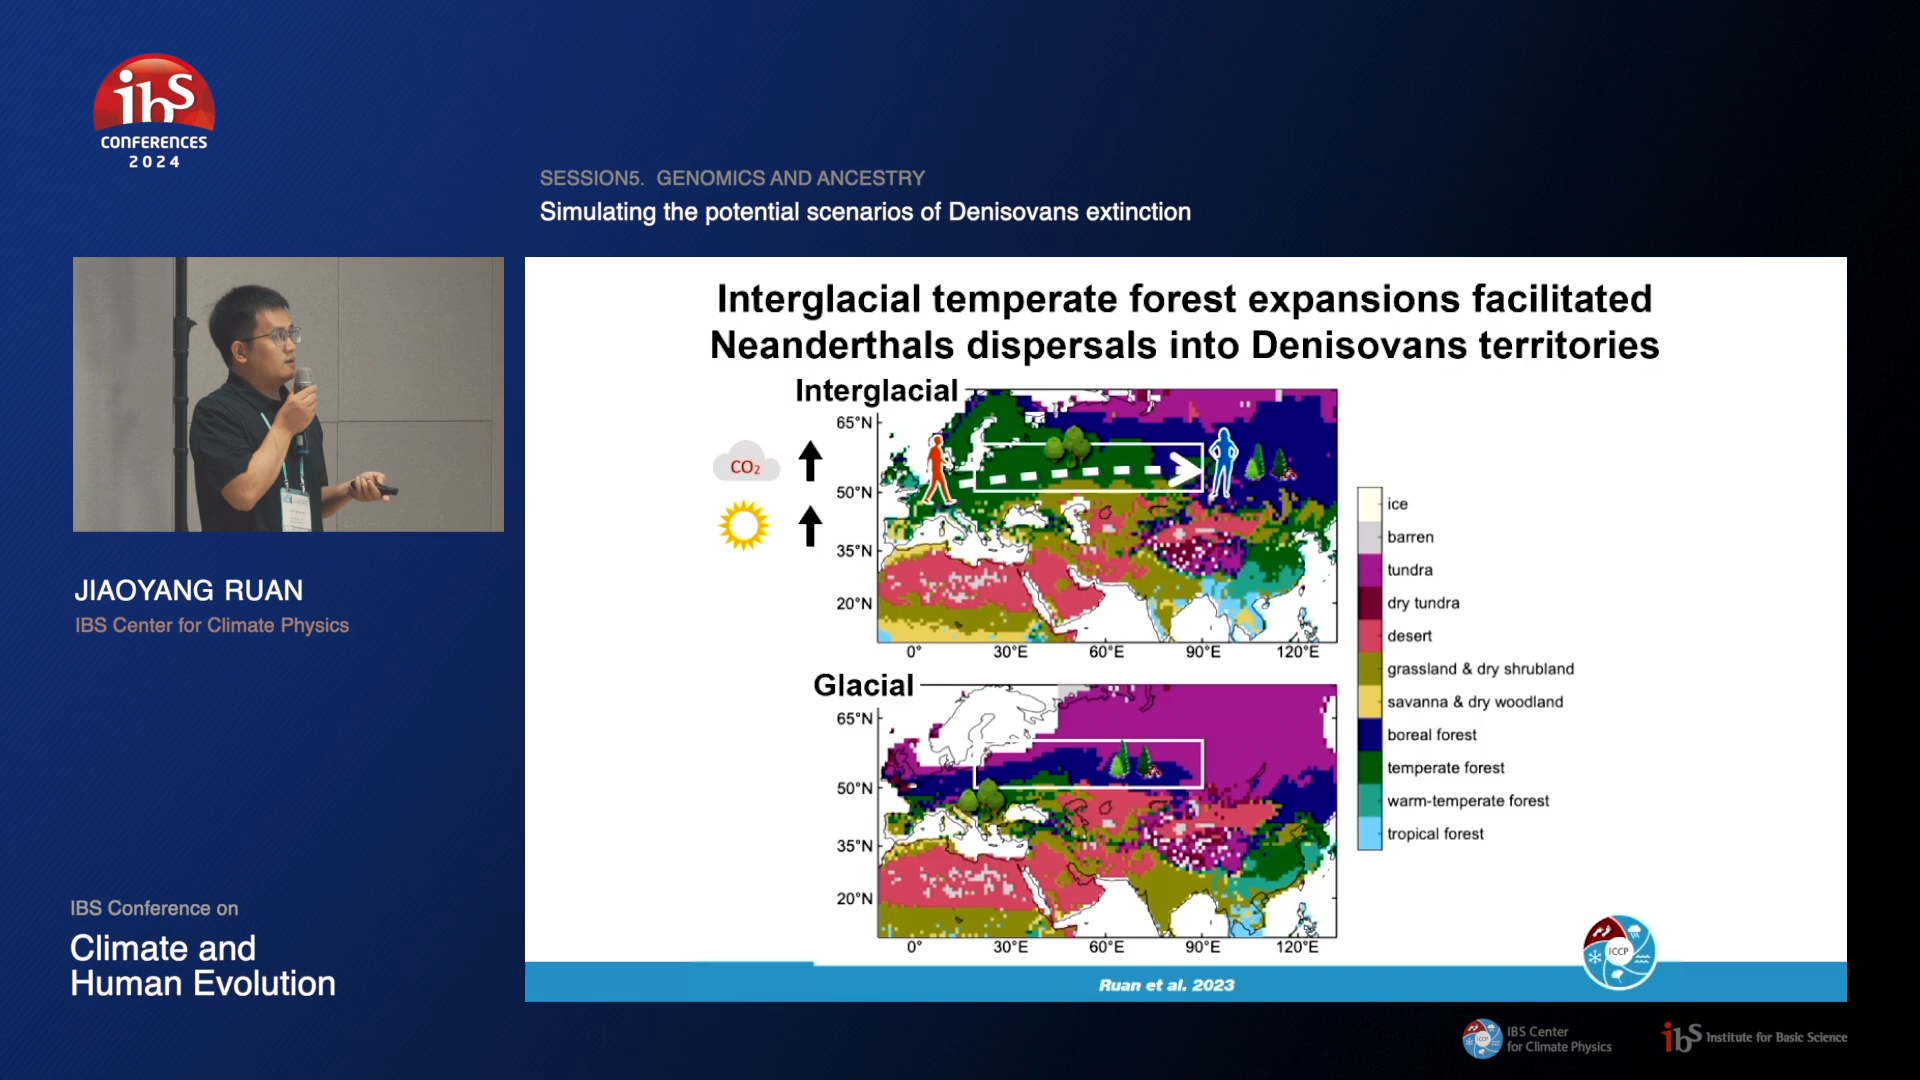 ibs
CONFERENCES
2024
SESSION5. GENOMICS AND ANCESTRY
Simulating the potential scenarios of Denisovans extinction
JIAOYANG RUAN
IBS Center for Climate Physics
IBS Conference on
Climate and
Human Evolution
Interglacial temperate forest expansions facilitated
Neanderthals dispersals into Denisovans territories
Interglacial
CO₂
65°N
50°N
35°N
20°N
0° 30°E 60°E 90°E 120°E
Glacial
65°N
50°N
35°N
20°N
0° 30°E 60°E 90°E 120°E
ice
barren
tundra
dry tundra
desert
grassland & dry shrubland
savanna & dry woodland
boreal forest
temperate forest
warm-temperate forest
tropical forest
ICCP
Ruan et al. 2023
IBS Center
for Climate Physics
ibs Institute for Basic Science